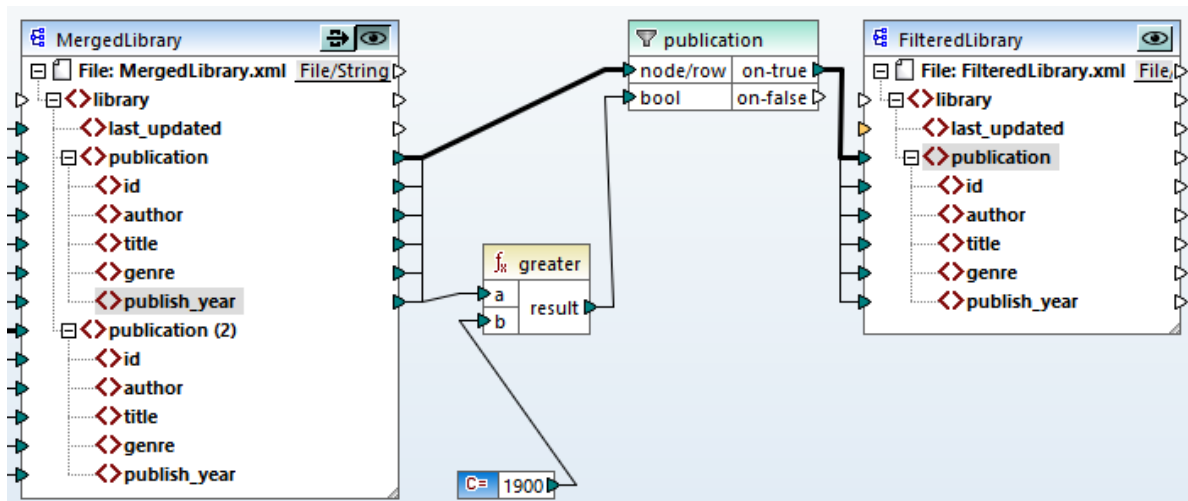 MergedLibrary
File: MergedLibrary.xml File/String
library
last_updated
publication
id
author
title
genre
publish_year
publication (2)
id
author
title
genre
publish_year
publication
node/row on-true
bool on-false
fx greater
a
result
b
C= 1900
FilteredLibrary
File: FilteredLibrary.xml File/
library
last_updated
publication
id
author
title
genre
publish_year